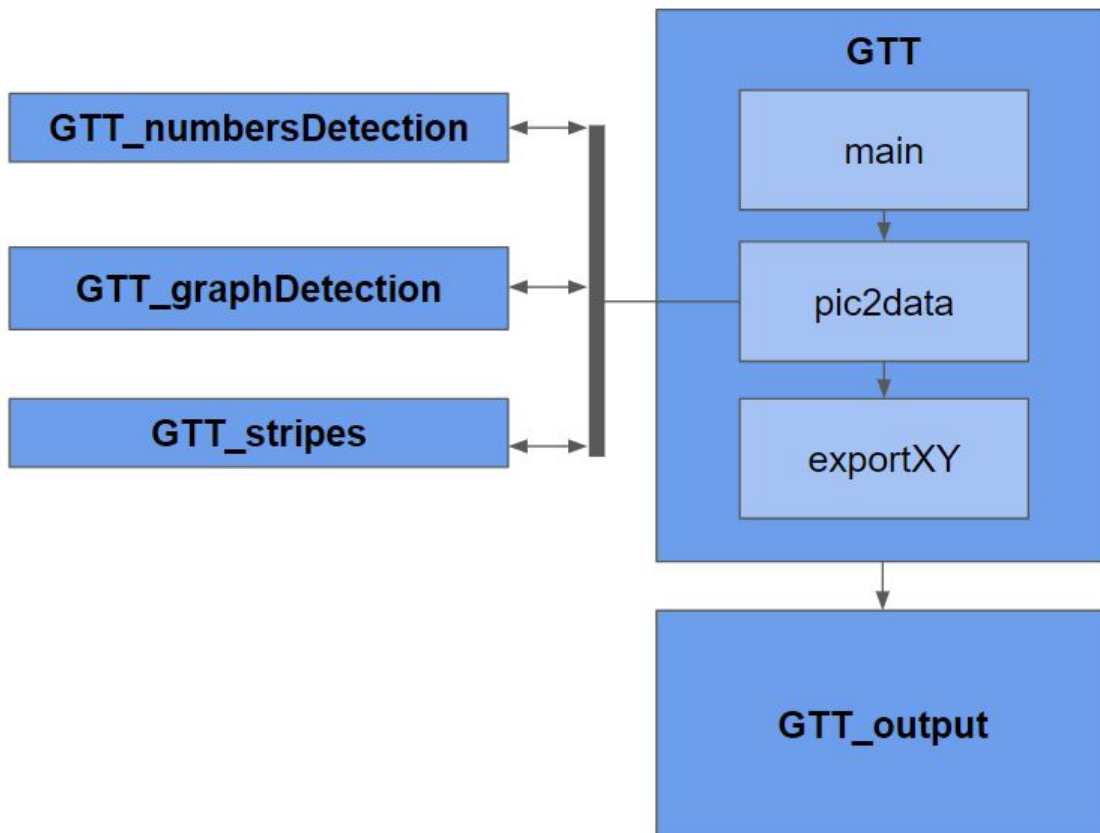 GTT
main
pic2data
exportXY
GTT_numbersDetection
GTT_graphDetection
GTT_stripes
GTT_output